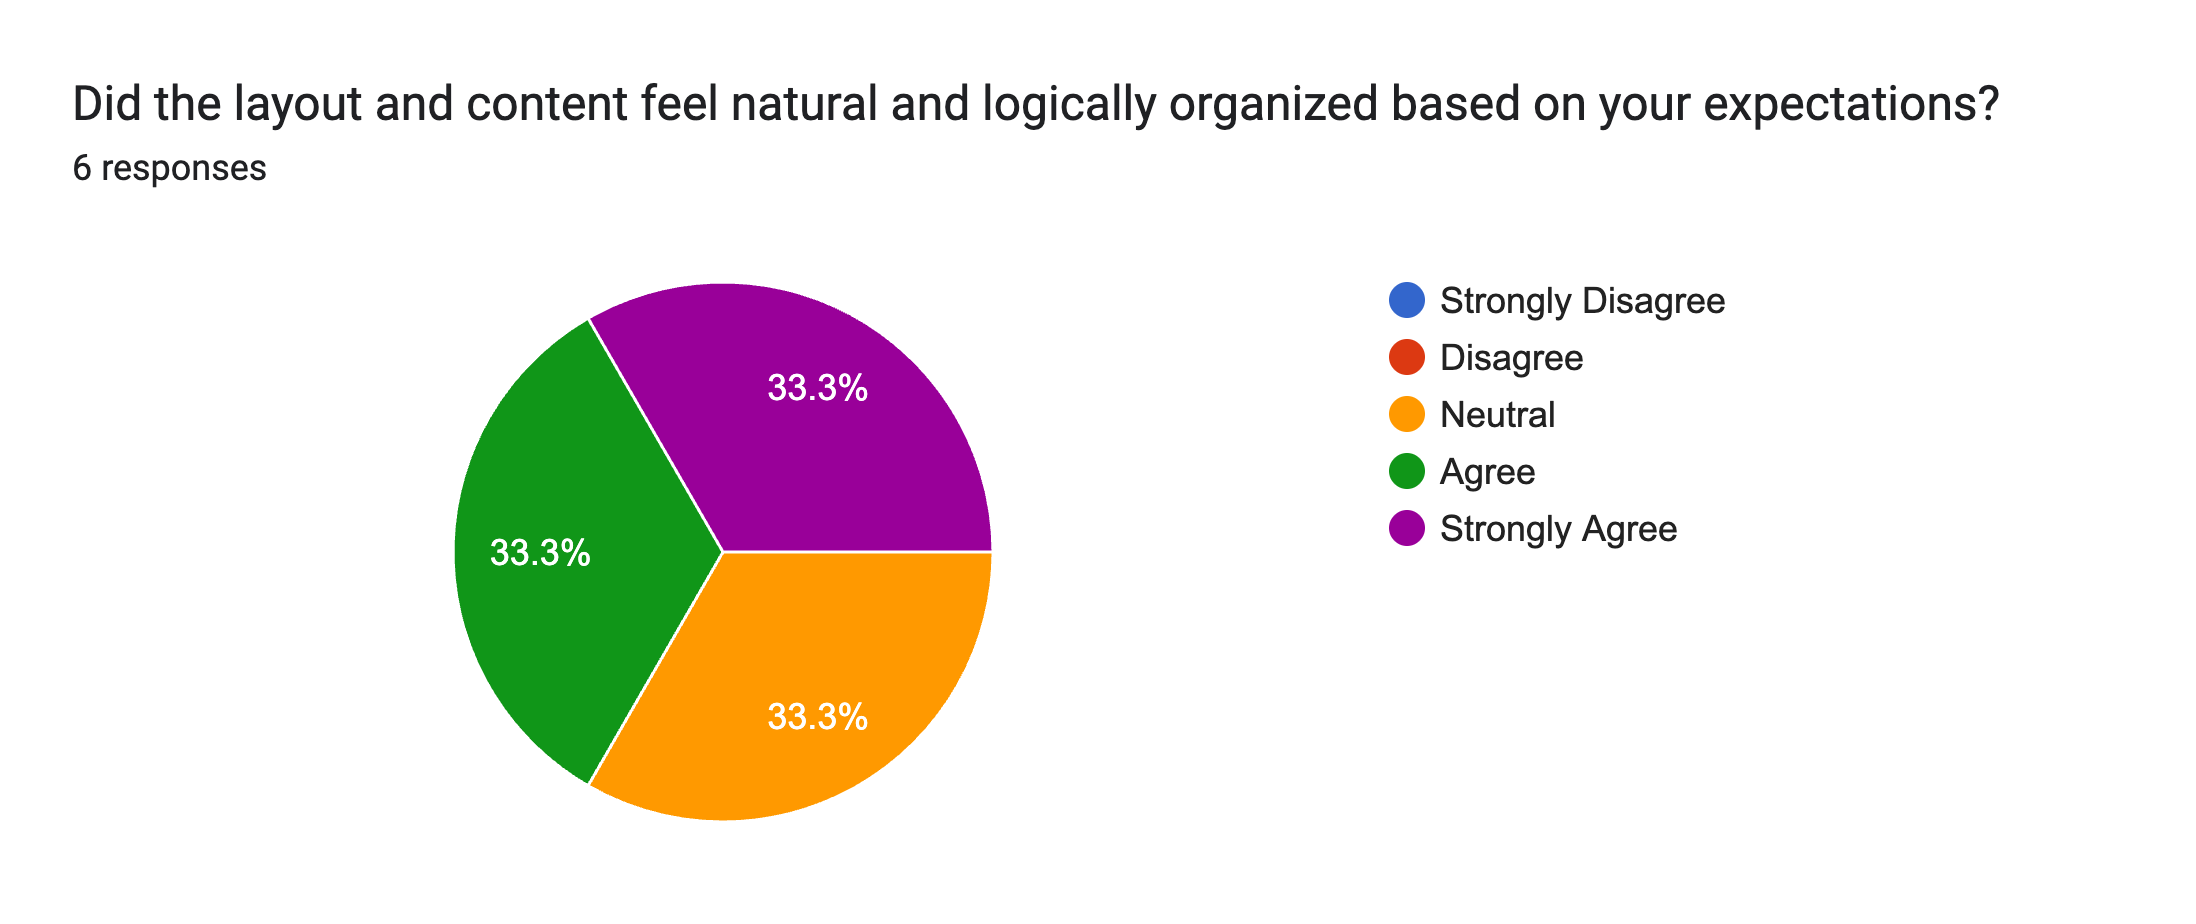 Did the layout and content feel natural and logically organized based on your expectations?
6 responses
33.3%
33.3%
33.3%
Strongly Disagree
Disagree
Neutral
Agree
Strongly Agree